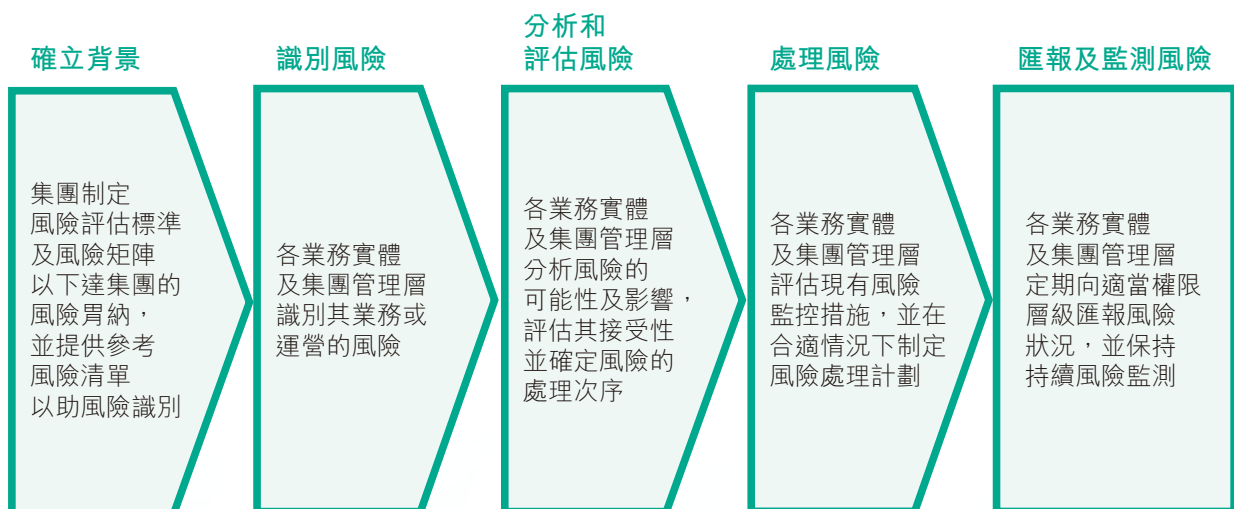 確立背景
集團制定
風險評估標準
及風險矩陣
以下達集團的
風險胃納，
並提供參考
風險清單
以助風險識別
識別風險
各業務實體
及集團管理層
識別其業務或
運營的風險
分析和
評估風險
各業務實體
及集團管理層
分析風險的
可能性及影響，
評估其接受性
並確定風險的
處理次序
處理風險
各業務實體
及集團管理層
評估現有風險
監控措施，並在
合適情況下制定
風險處理計劃
匯報及監測風險
各業務實體
及集團管理層
定期向適當權限
層級匯報風險
狀況，並保持
持續風險監測